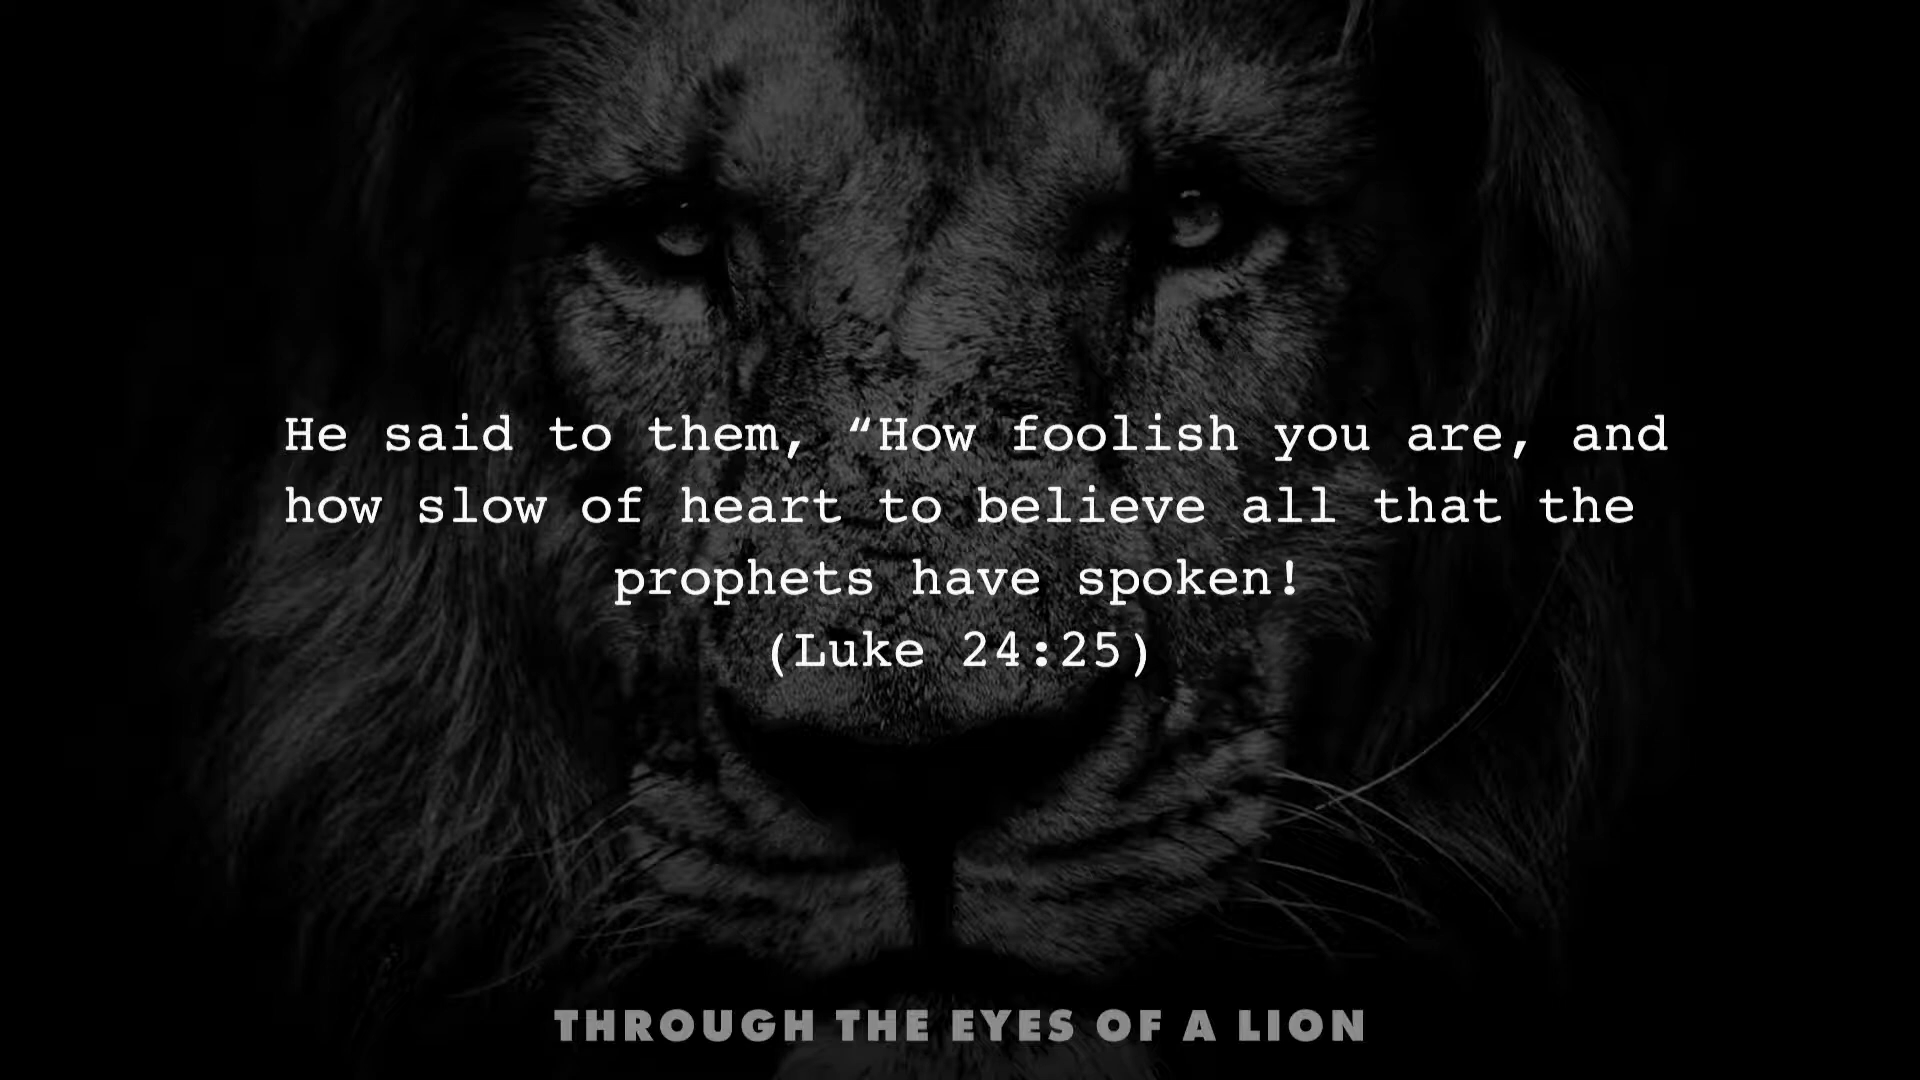 He said to them, “How foolish you are, and
how slow of heart to believe all that the
prophets have spoken!
(Luke 24:25)
THROUGH THE EYES OF A LION